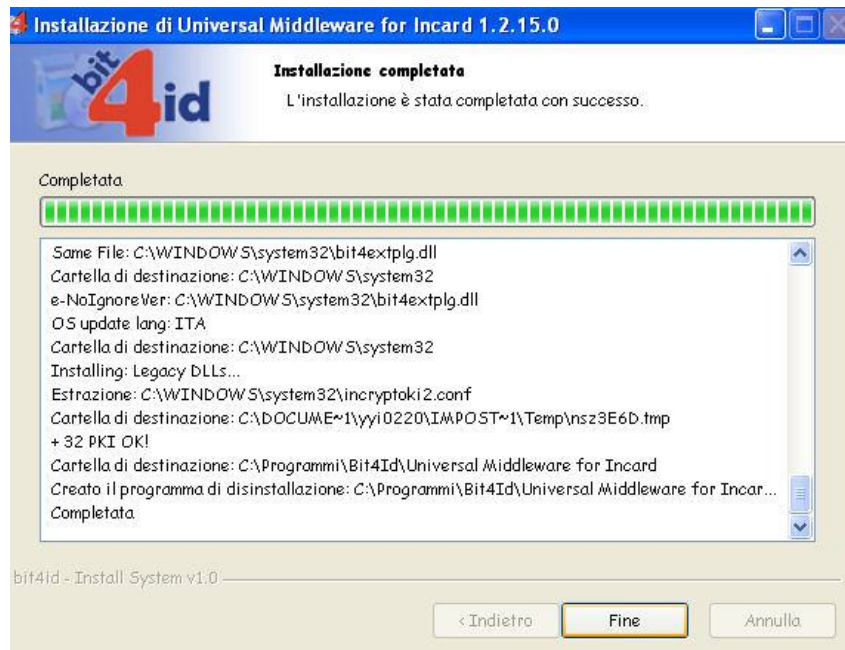 Installazione di Universal Middleware for Incard 1.2.15.0
bit
4id
Installazione completata
L'installazione è stata completata con successo.
Completata
Same File: C:\WINDOWS\system32\bit4extplg.dll
Cartella di destinazione: C:\WINDOWS\system32
e-NoIgnoreVer: C:\WINDOWS\system32\bit4extplg.dll
OS update lang: ITA
Cartella di destinazione: C:\WINDOWS\system32
Installing: Legacy DLLs...
Estrazione: C:\WINDOWS\system32\incryptoki2.conf
Cartella di destinazione: C:\DOCUME~1\yyi0220\IMPOST~1\Temp\nsz3E6D.tmp
+ 32 PKI OK!
Cartella di destinazione: C:\Programmi\Bit4Id\Universal Middleware for Incard
Creato il programma di disinstallazione: C:\Programmi\Bit4Id\Universal Middleware for Incar...
Completata
bit4id - Install System v1.0
< Indietro
Fine
Annulla